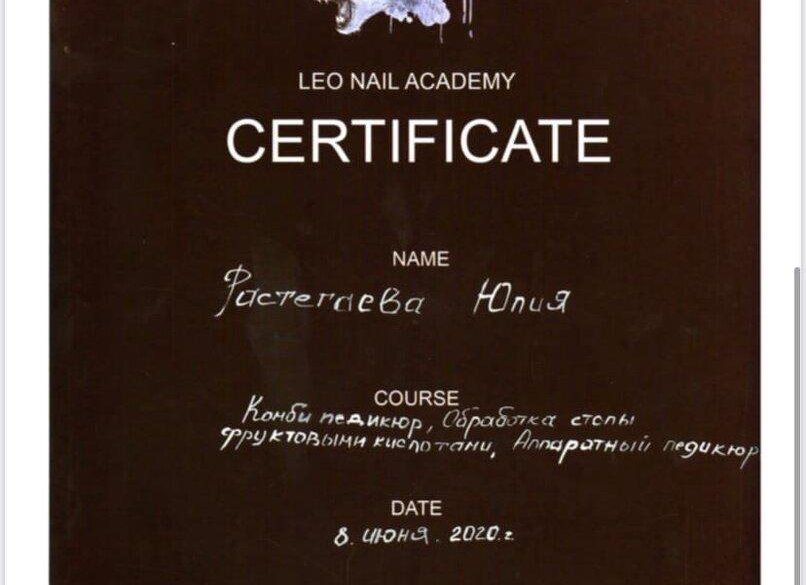 LEO NAIL ACADEMY
CERTIFICATE
NAME
Растегаева Юлия
COURSE
Комби педикюр, Обработка стопы
фруктовыми кислотами, Аппаратный педикюр
DATE
8. июня. 2020.г.